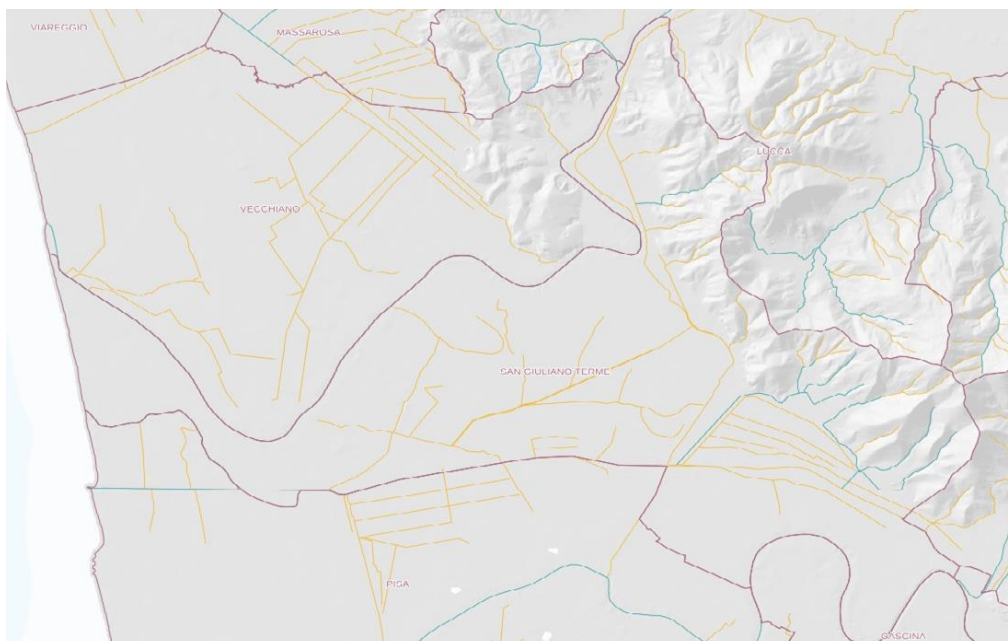 VIAREGGIO
MASSAROSA
LUCCA
VECCHIANO
SAN GIULIANO TERME
PISA
CASCINA